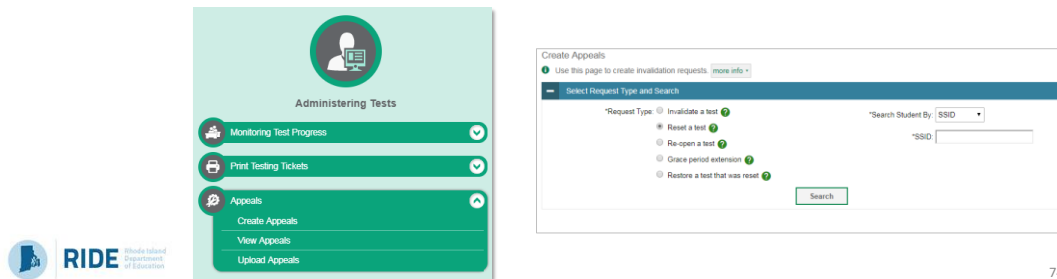 Administering Tests
Monitoring Test Progress
Print Testing Tickets
Appeals
Create Appeals
View Appeals
Upload Appeals
Create Appeals
Use this page to create invalidation requests. more info
Select Request Type and Search
*Request Type: Invalidate a test
Reset a test
Re-open a test
Grace period extension
Restore a test that was reset
*Search Student By: SSID
*SSID:
Search
RIDE Rhode Island
Department
of Education
7